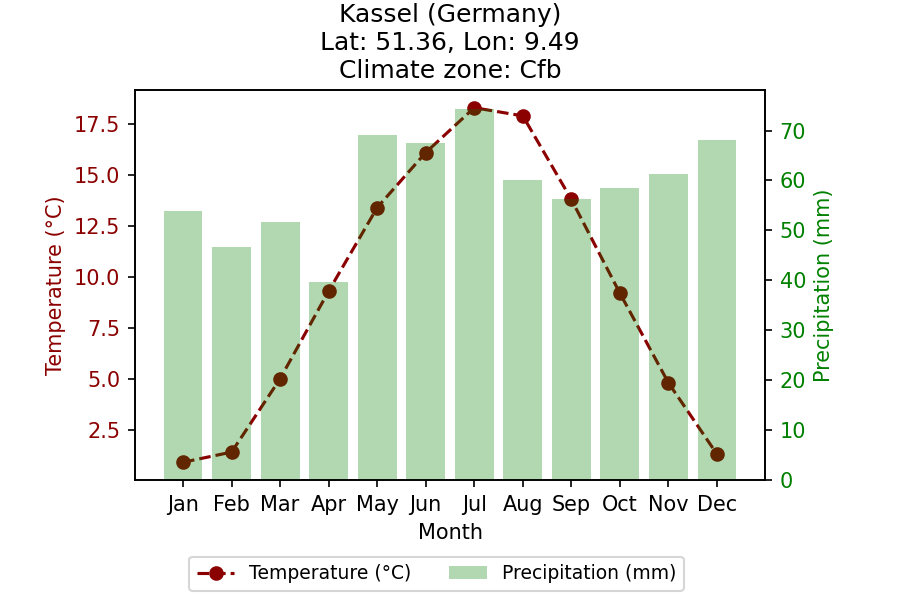 Kassel (Germany)
Lat: 51.36, Lon: 9.49
Climate zone: Cfb
Temperature (°C)
17.5
15.0
12.5
10.0
7.5
5.0
2.5
Precipitation (mm)
70
60
50
40
30
20
10
0
Jan Feb Mar Apr May Jun Jul Aug Sep Oct Nov Dec
Month
Temperature (°C) Precipitation (mm)